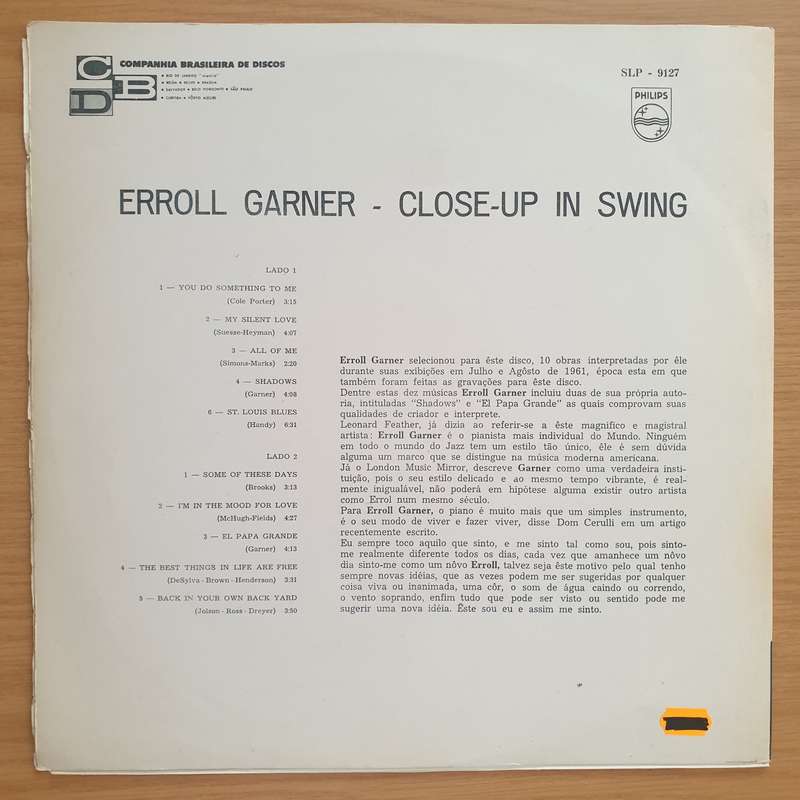 CBD
COMPANHIA BRASILEIRA DE DISCOS
• RIO DE JANEIRO
• BELÉM • RECIFE • BRASÍLIA
• SALVADOR • BELO HORIZONTE • SÃO PAULO
• CURITIBA • PÔRTO ALEGRE
SLP - 9127
PHILIPS
ERROLL GARNER - CLOSE-UP IN SWING
LADO 1
1 — YOU DO SOMETHING TO ME
(Cole Porter) 3:15
2 — MY SILENT LOVE
(Suesse-Heyman) 4:07
3 — ALL OF ME
(Simons-Marks) 2:20
4 — SHADOWS
(Garner) 4:08
6 — ST. LOUIS BLUES
(Handy) 6:31
LADO 2
1 — SOME OF THESE DAYS
(Brooks) 3:13
2 — I'M IN THE MOOD FOR LOVE
(McHugh-Fields) 4:27
3 — EL PAPA GRANDE
(Garner) 4:13
4 — THE BEST THINGS IN LIFE ARE FREE
(DeSylva - Brown - Henderson) 3:31
5 — BACK IN YOUR OWN BACK YARD
(Jolson - Ross - Dreyer) 3:50
Erroll Garner selecionou para êste disco, 10 obras interpretadas por êle
durante suas exibições em Julho e Agôsto de 1961, época esta em que
também foram feitas as gravações para êste disco.
Dentre estas dez músicas Erroll Garner incluiu duas de sua própria auto-
ria, intituladas "Shadows" e "El Papa Grande" as quais comprovam suas
qualidades de criador e interprete.
Leonard Feather, já dizia ao referir-se a êste magnífico e magistral
artista: Erroll Garner é o pianista mais individual do Mundo. Ninguém
em todo o mundo do Jazz tem um estilo tão único, êle é sem dúvida
alguma um marco que se distingue na música moderna americana.
Já o London Music Mirror, descreve Garner como uma verdadeira insti-
tuição, pois o seu estilo delicado e ao mesmo tempo vibrante, é real-
mente inigualável, não poderá em hipótese alguma existir outro artista
como Errol num mesmo século.
Para Erroll Garner, o piano é muito mais que um simples instrumento,
é o seu modo de viver e fazer viver, disse Dom Cerulli em um artigo
recentemente escrito.
Eu sempre toco aquilo que sinto, e me sinto tal como sou, pois sinto-
me realmente diferente todos os dias, cada vez que amanhece um nôvo
dia sinto-me como um nôvo Erroll, talvez seja êste motivo pelo qual tenho
sempre novas idéias, que as vezes podem me ser sugeridas por qualquer
coisa viva ou inanimada, uma côr, o som de água caindo ou correndo,
o vento soprando, enfim tudo que pode ser visto ou sentido pode me
sugerir uma nova idéia. Êste sou eu e assim me sinto.